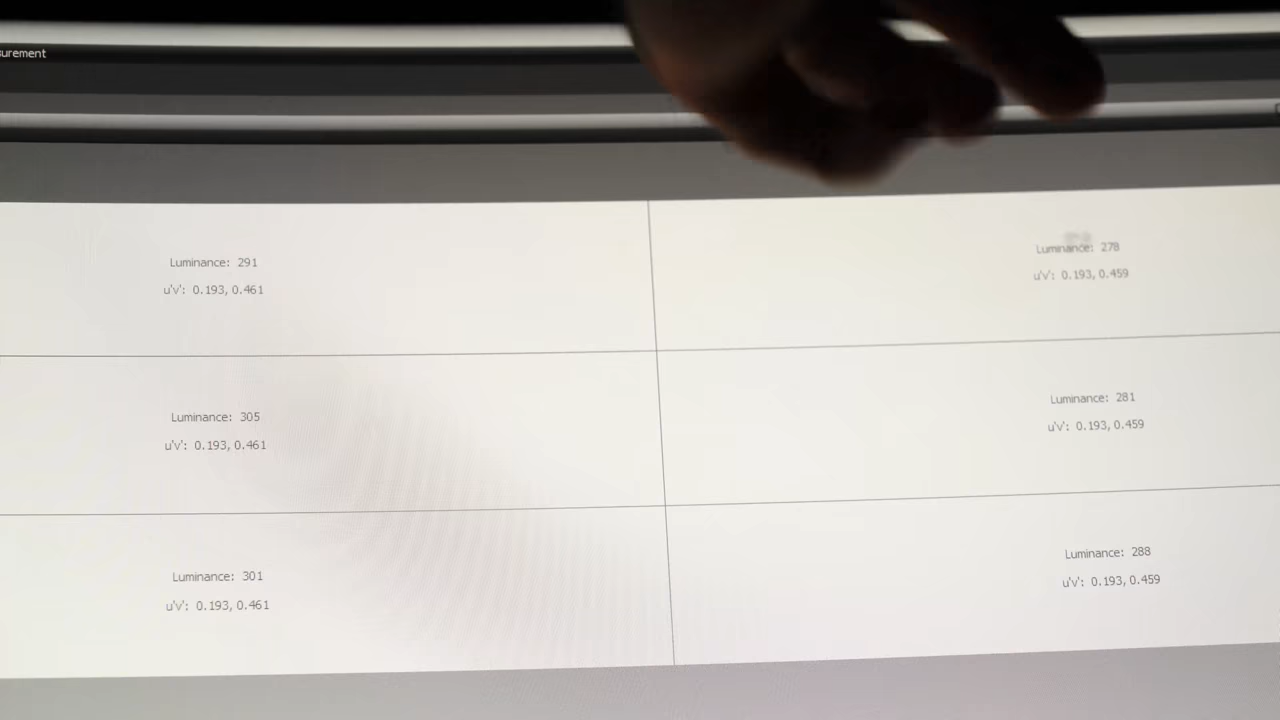 urement
Luminance: 291
u'v': 0.193, 0.461
Luminance: 278
u'v': 0.193, 0.459
Luminance: 305
u'v': 0.193, 0.461
Luminance: 281
u'v': 0.193, 0.459
Luminance: 301
u'v': 0.193, 0.461
Luminance: 288
u'v': 0.193, 0.459